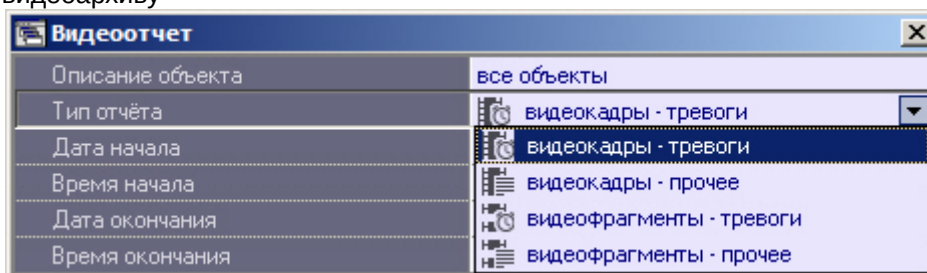 видеоархиву
Видеоотчет
Описание объекта все объекты
Тип отчёта видеокадры - тревоги
Дата начала видеокадры - тревоги
Время начала видеокадры - прочее
Дата окончания видеофрагменты - тревоги
Время окончания видеофрагменты - прочее